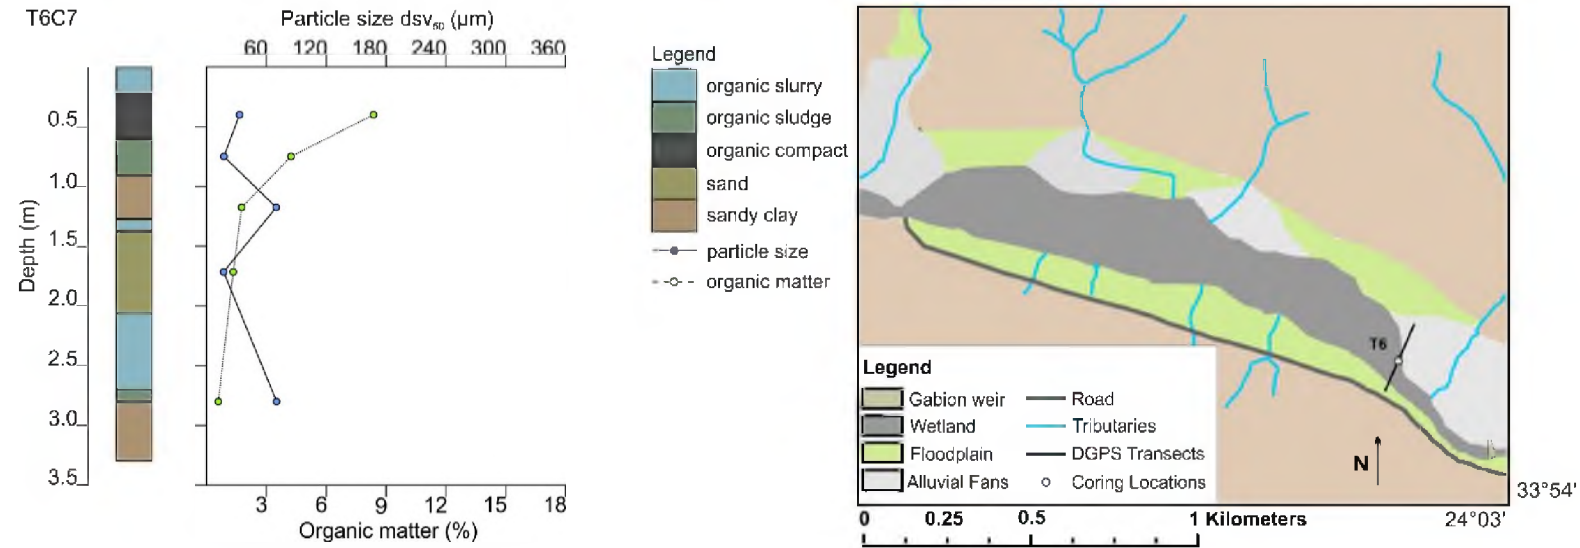 T6C7
Particle size dsv₅₀ (µm)
60 120 180 240 300 360
Depth (m)
0.5
1.0
1.5
2.0
2.5
3.0
3.5
3 6 9 12 15 18
Organic matter (%)
Legend
organic slurry
organic sludge
organic compact
sand
sandy clay
particle size
organic matter
T6
Legend
Gabion weir
Wetland
Floodplain
Alluvial Fans
Road
Tributaries
DGPS Transects
Coring Locations
N
33°54'
24°03'
0 0.25 0.5 1 Kilometers